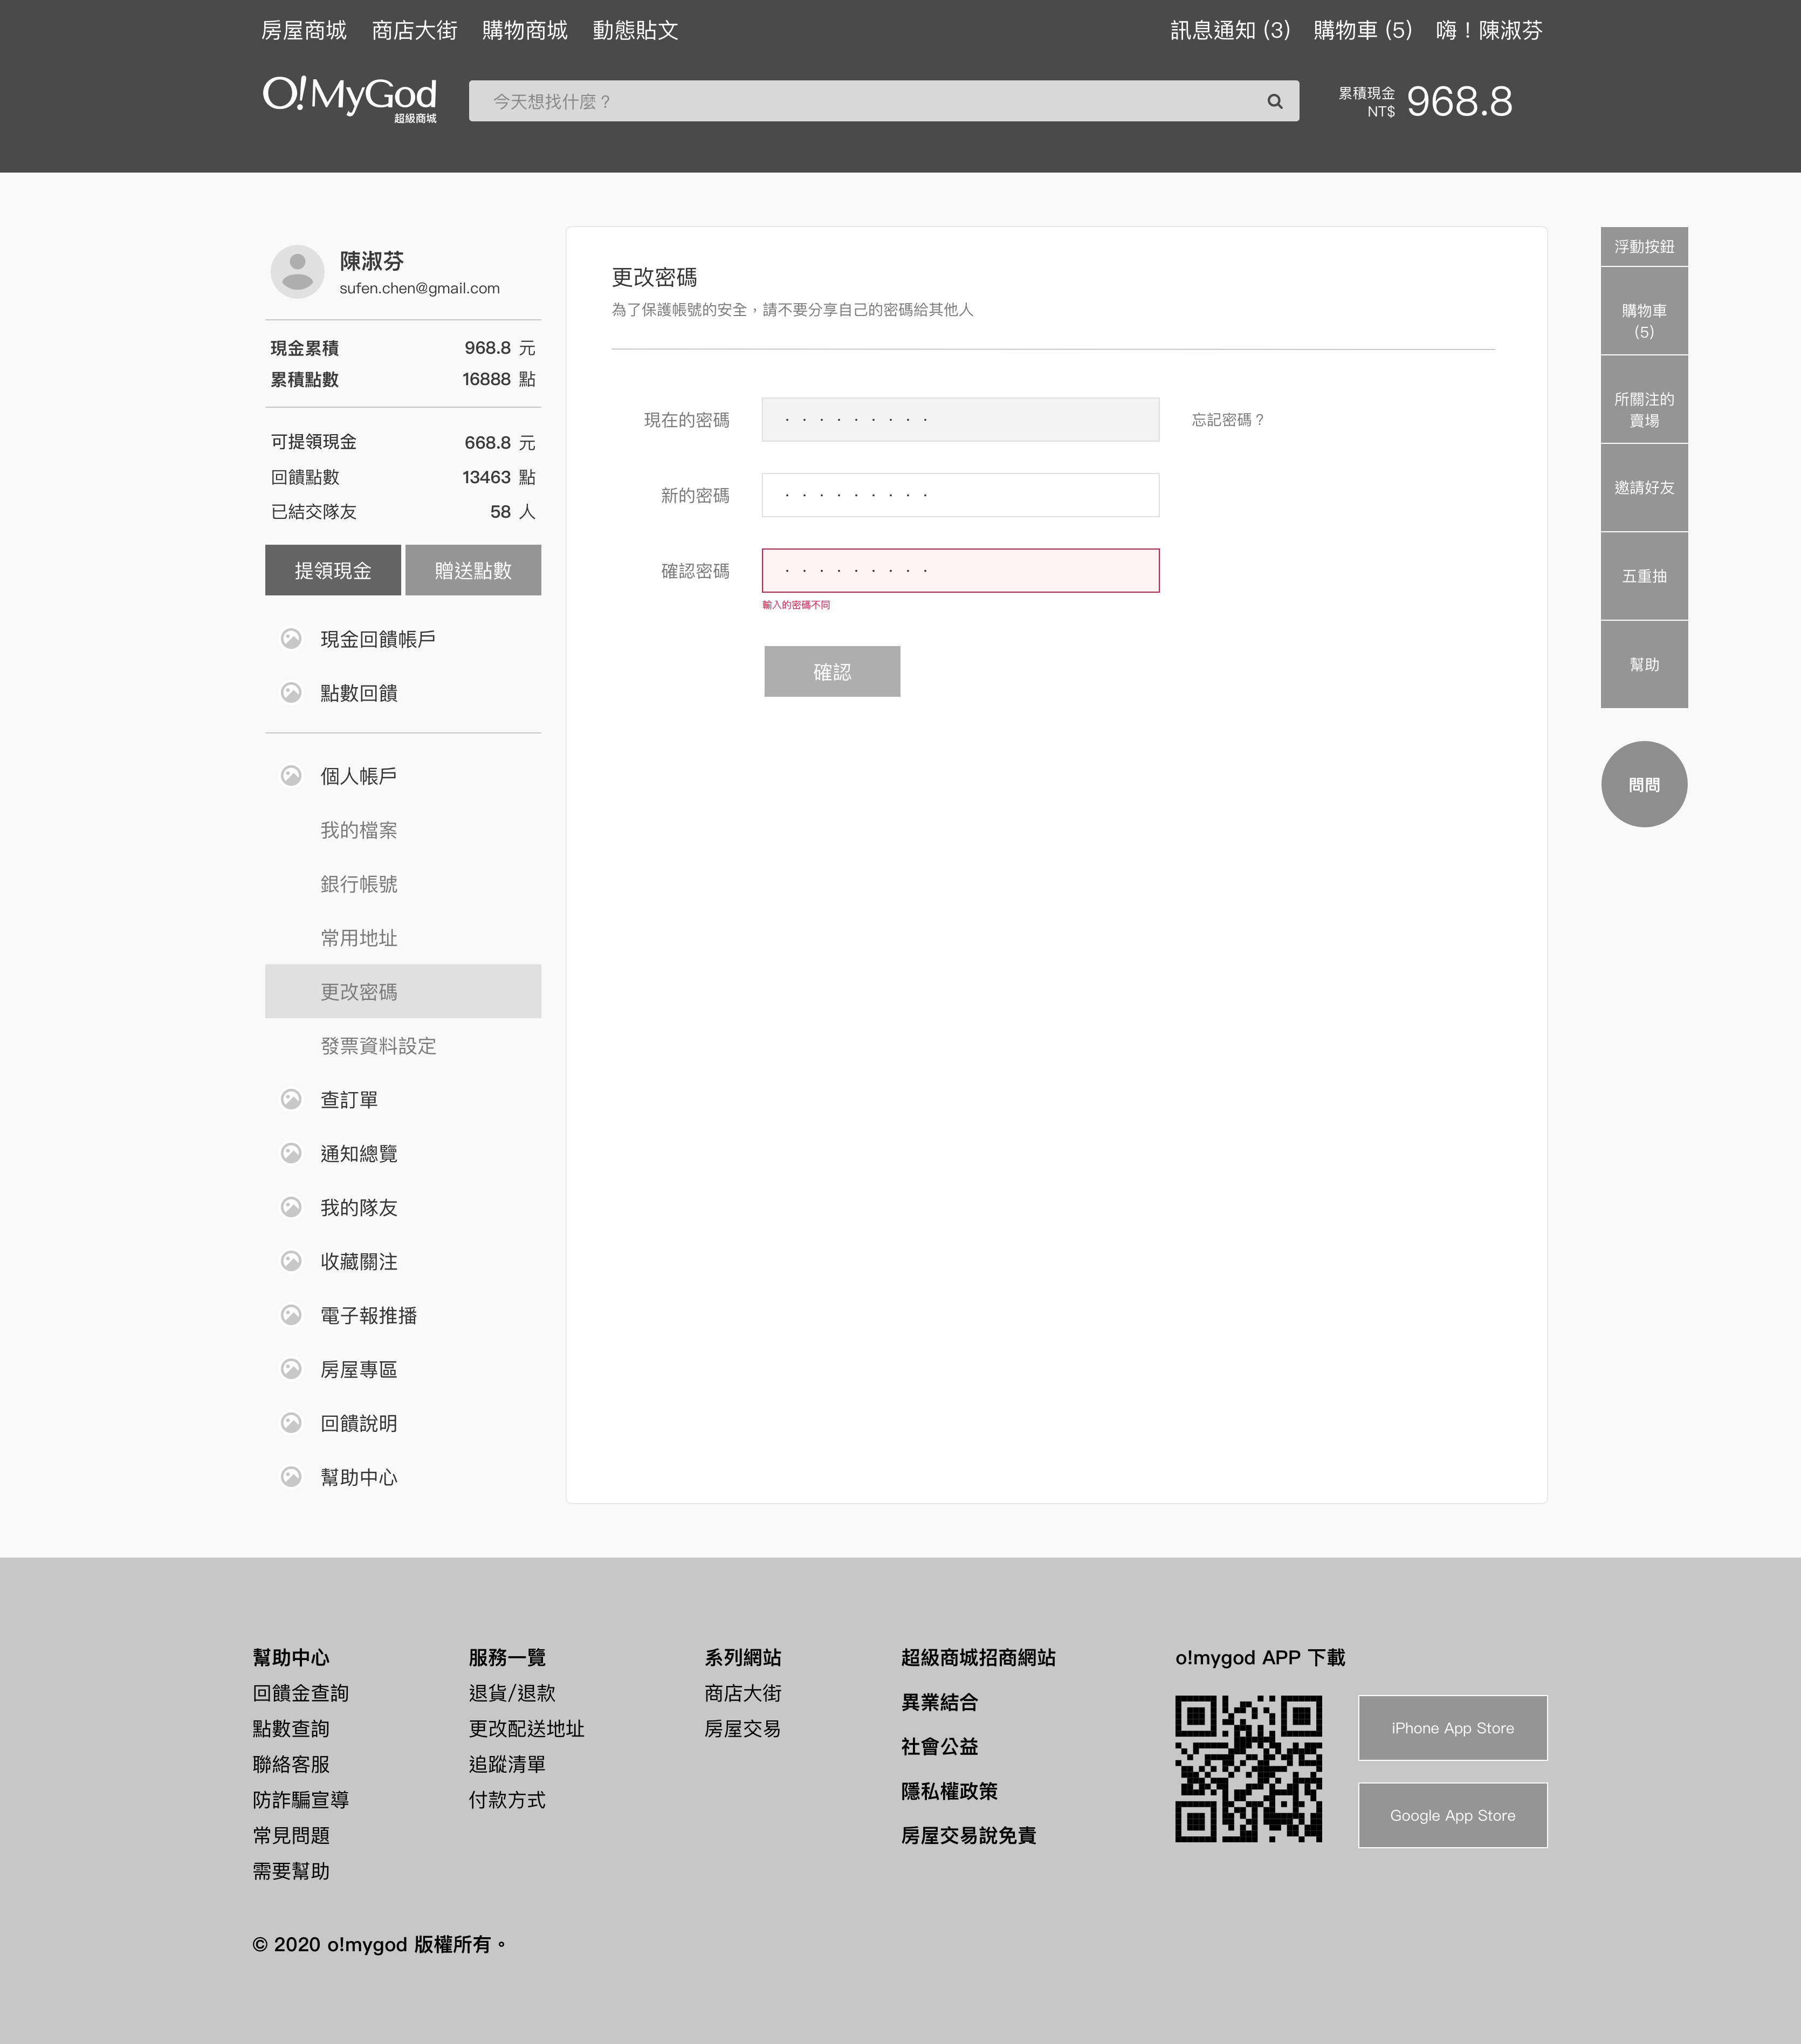 房屋商城 商店大街 購物商城 動態貼文 訊息通知 (3) 購物車 (5) 嗨！陳淑芬
O!MyGod
超級商城
今天想找什麼？
累積現金
NT$
968.8
陳淑芬
sufen.chen@gmail.com
現金累積 968.8 元
累積點數 16888 點
可提領現金 668.8 元
回饋點數 13463 點
已結交隊友 58 人
提領現金 贈送點數
現金回饋帳戶
點數回饋
個人帳戶
我的檔案
銀行帳號
常用地址
更改密碼
發票資料設定
查訂單
通知總覽
我的隊友
收藏關注
電子報推播
房屋專區
回饋說明
幫助中心
更改密碼
為了保護帳號的安全，請不要分享自己的密碼給其他人
現在的密碼 · · · · · · · · · 忘記密碼？
新的密碼 · · · · · · · · ·
確認密碼 · · · · · · · · ·
輸入的密碼不同
確認
浮動按鈕
購物車
(5)
所關注的
賣場
邀請好友
五重抽
幫助
問問
幫助中心
回饋金查詢
點數查詢
聯絡客服
防詐騙宣導
常見問題
需要幫助
服務一覽
退貨/退款
更改配送地址
追蹤清單
付款方式
系列網站
商店大街
房屋交易
超級商城招商網站
異業結合
社會公益
隱私權政策
房屋交易說免責
o!mygod APP 下載
iPhone App Store
Google App Store
© 2020 o!mygod 版權所有。